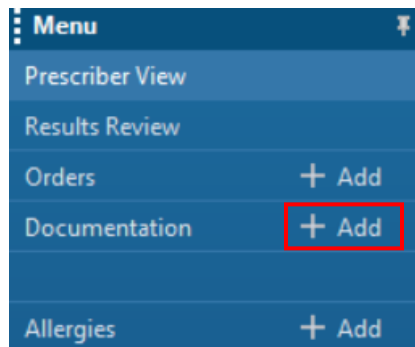 Menu
Prescriber View
Results Review
Orders + Add
Documentation + Add
Allergies + Add